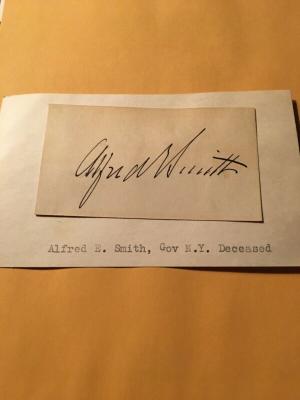 Alfred E Smith
Alfred E. Smith, Gov N.Y. Deceased